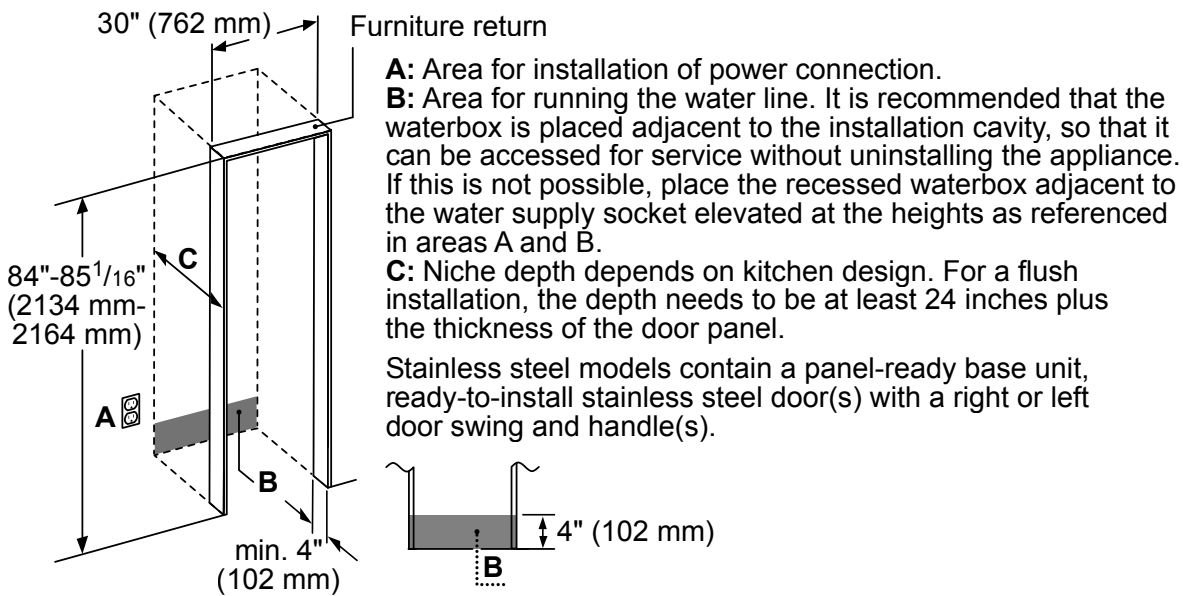 30" (762 mm)
Furniture return
A: Area for installation of power connection.
B: Area for running the water line. It is recommended that the
waterbox is placed adjacent to the installation cavity, so that it
can be accessed for service without uninstalling the appliance.
If this is not possible, place the recessed waterbox adjacent to
the water supply socket elevated at the heights as referenced
in areas A and B.
C: Niche depth depends on kitchen design. For a flush
installation, the depth needs to be at least 24 inches plus
the thickness of the door panel.
Stainless steel models contain a panel-ready base unit,
ready-to-install stainless steel door(s) with a right or left
door swing and handle(s).
C
84"-85 1/16"
(2134 mm-
2164 mm)
A
B
min. 4"
(102 mm)
4" (102 mm)
B